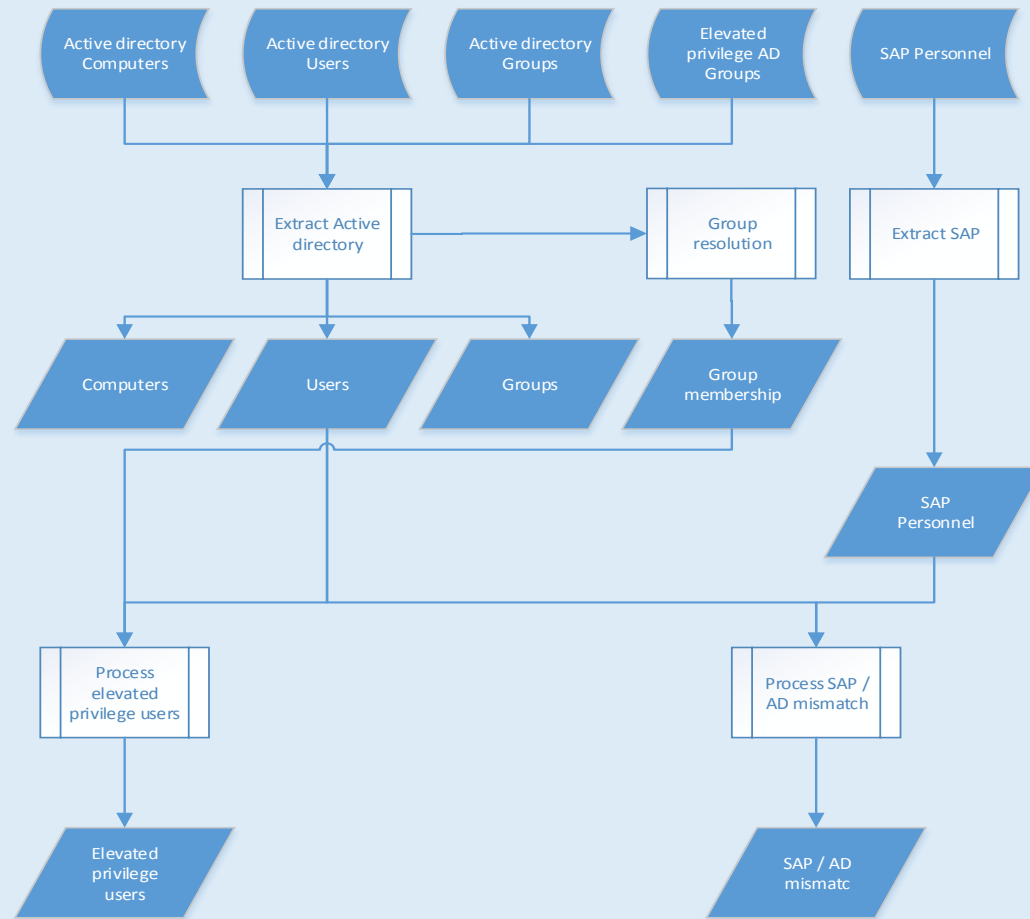 Active directory
Computers
Active directory
Users
Active directory
Groups
Elevated
privilege AD
Groups
SAP Personnel
Extract Active
directory
Group
resolution
Extract SAP
Computers
Users
Groups
Group
membership
SAP
Personnel
Process
elevated
privilege users
Process SAP /
AD mismatch
Elevated
privilege
users
SAP / AD
mismatc